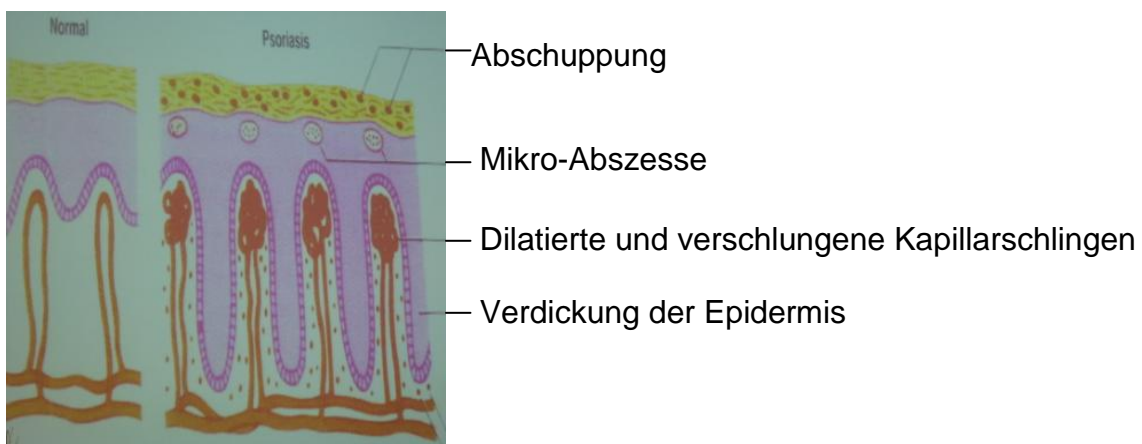 Normal
Psoriasis
Abschuppung
Mikro-Abszesse
Dilatierte und verschlungene Kapillarschlingen
Verdickung der Epidermis